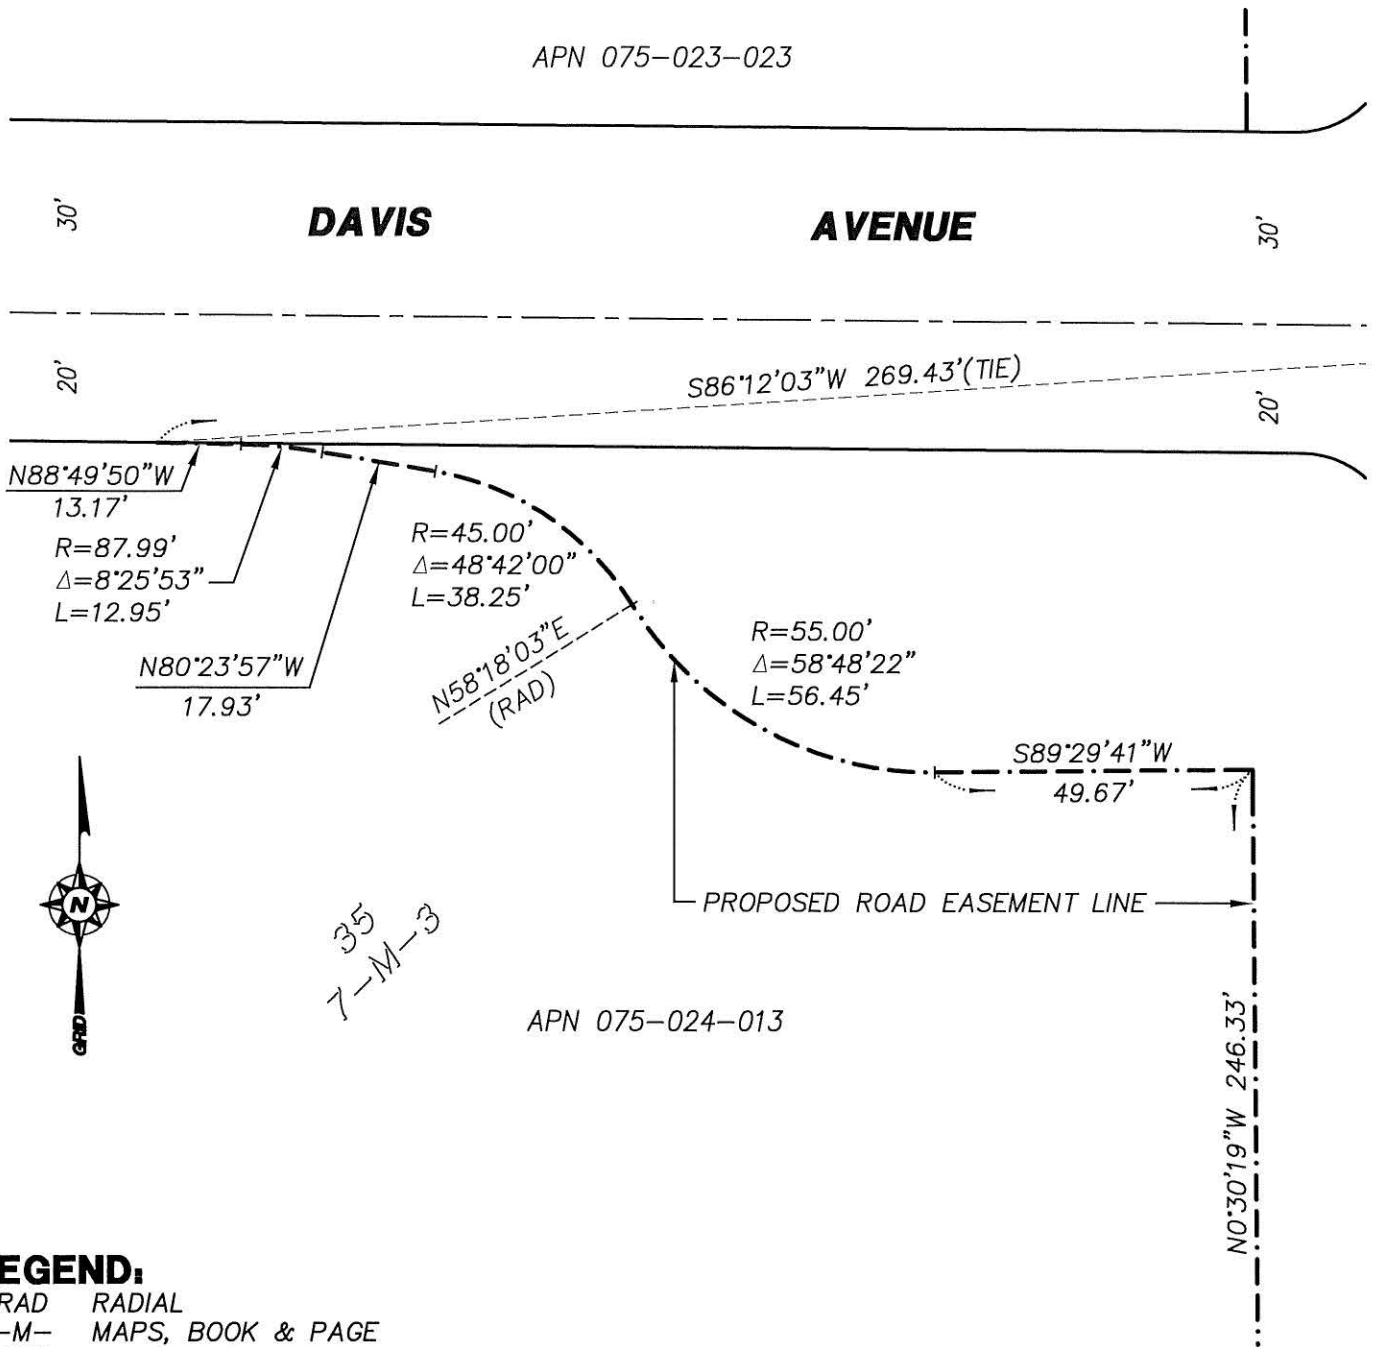 APN 075-023-023
30'
DAVIS AVENUE
30'
20'
S86°12'03"W 269.43'(TIE)
20'
N88°49'50"W
13.17'
R=87.99'
Δ=8°25'53"
L=12.95'
R=45.00'
Δ=48°42'00"
L=38.25'
N80°23'57"W
17.93'
N58°18'03"E
(RAD)
R=55.00'
Δ=58°48'22"
L=56.45'
S89°29'41"W
49.67'
N
GRID
PROPOSED ROAD EASEMENT LINE
35
7-M-3
APN 075-024-013
N0°30'19"W 246.33'
EGEND:
RAD RADIAL
-M- MAPS, BOOK & PAGE